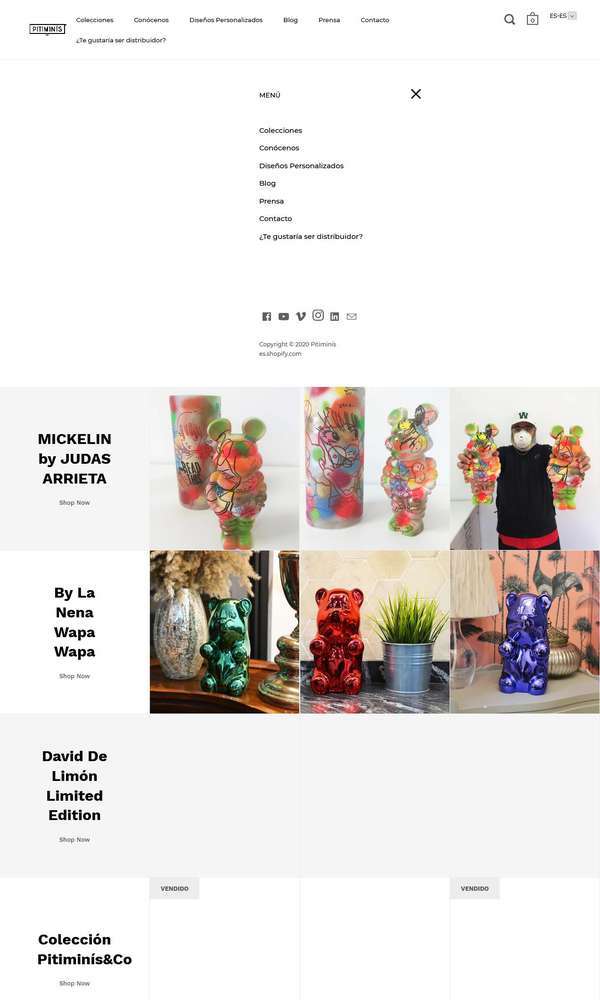 PITIMINÍS
Colecciones Conócenos Diseños Personalizados Blog Prensa Contacto
¿Te gustaría ser distribuidor?
0
ES-ES
MENÚ
Colecciones
Conócenos
Diseños Personalizados
Blog
Prensa
Contacto
¿Te gustaría ser distribuidor?
Copyright © 2020 Pitiminís
es.shopify.com
MICKELIN
by JUDAS
ARRIETA
Shop Now
By La
Nena
Wapa
Wapa
Shop Now
David De
Limón
Limited
Edition
Shop Now
VENDIDO
VENDIDO
Colección
Pitiminís&Co
Shop Now